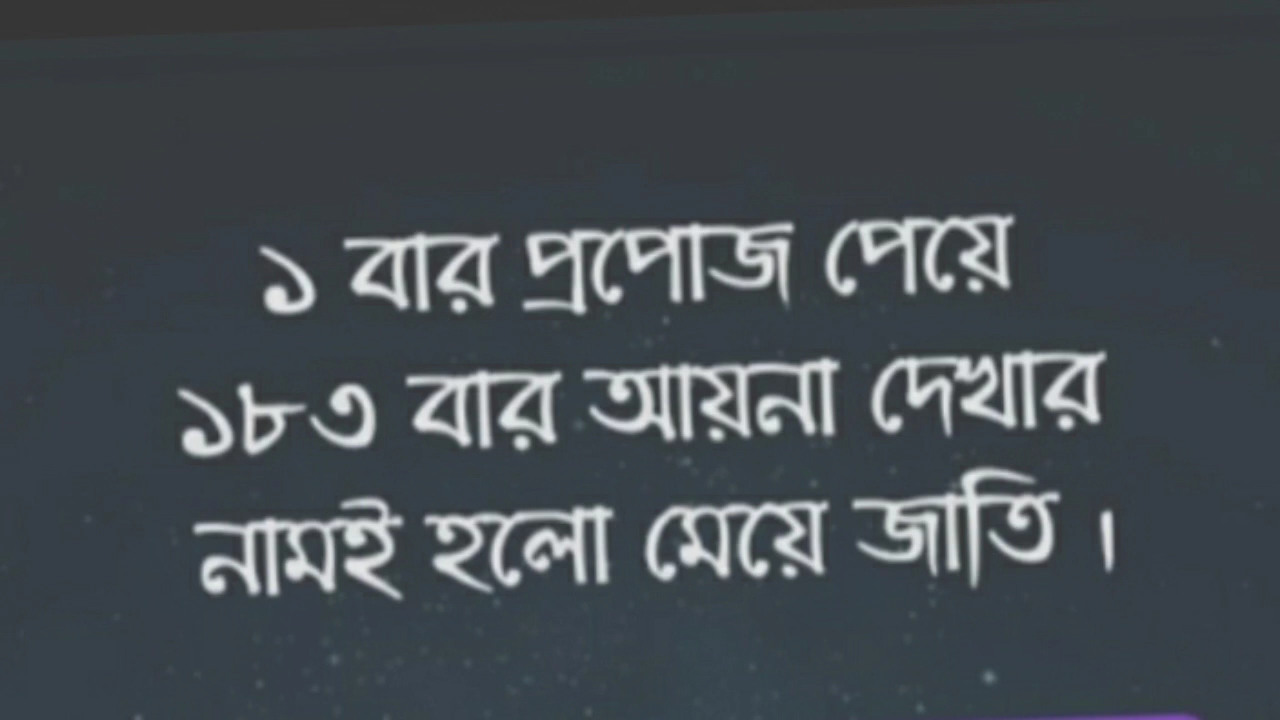 ১ বার প্রপোজ পেয়ে
১৮৩ বার আয়না দেখার
নামই হলো মেয়ে জাতি ।